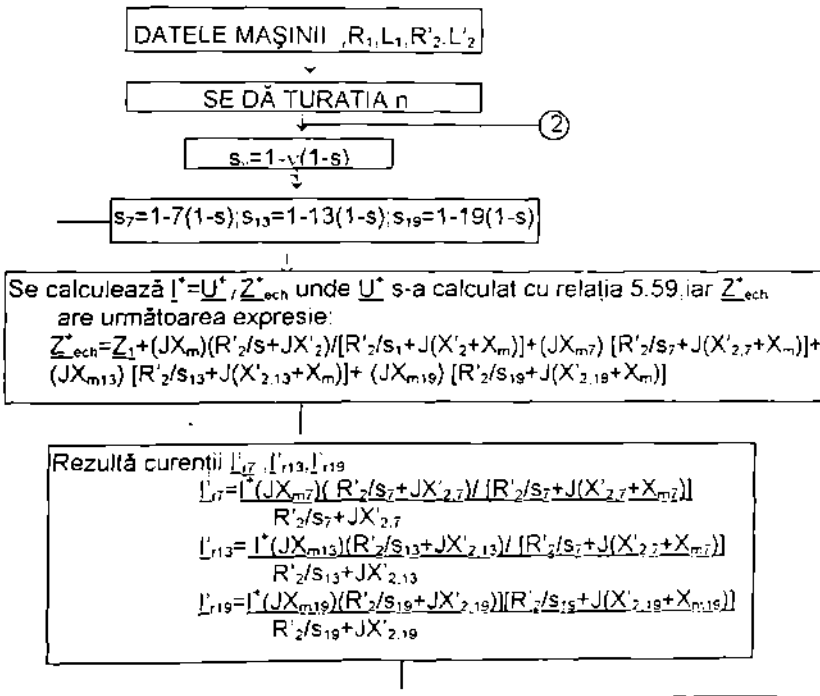 DATELE MAŞINII ,R₁,L₁,R'₂.L'₂
SE DĂ TURATIA n
2
sᵥ=1-v(1-s)
s₇=1-7(1-s);s₁₃=1-13(1-s);s₁₉=1-19(1-s)
Se calculează I⁺=U⁺/Z⁺ech unde U⁺ s-a calculat cu relaţia 5.59,iar Z⁺ech
are următoarea expresie:
Z⁺ech=Z₁+(JXm)(R'₂/s+JX'₂)/[R'₂/s₁+J(X'₂+Xm)]+(JXm7) [R'₂/s₇+J(X'₂,₇+Xm)]+
(JXm13) [R'₂/s₁₃+J(X'₂,₁₃+Xm)]+ (JXm19) [R'₂/s₁₉+J(X'₂,₁₉+Xm)]
Rezultă curenţii I'r7 ,I'r13,I'r19
I'r7=I⁺(JXm7)( R'₂/s₇+JX'₂,₇)/ [R'₂/s₇+J(X'₂,₇+Xm7)]
R'₂/s₇+JX'₂,₇
I'r13= I⁺(JXm13)(R'₂/s₁₃+JX'₂,₁₃)/ [R'₂/s₇+J(X'₂,₇+Xm7)]
R'₂/s₁₃+JX'₂,₁₃
I'r19=I⁺(JXm19)(R'₂/s₁₉+JX'₂,₁₉)][R'₂/s₁₉+J(X'₂,₁₉+Xm19)]
R'₂/s₁₉+JX'₂,₁₉